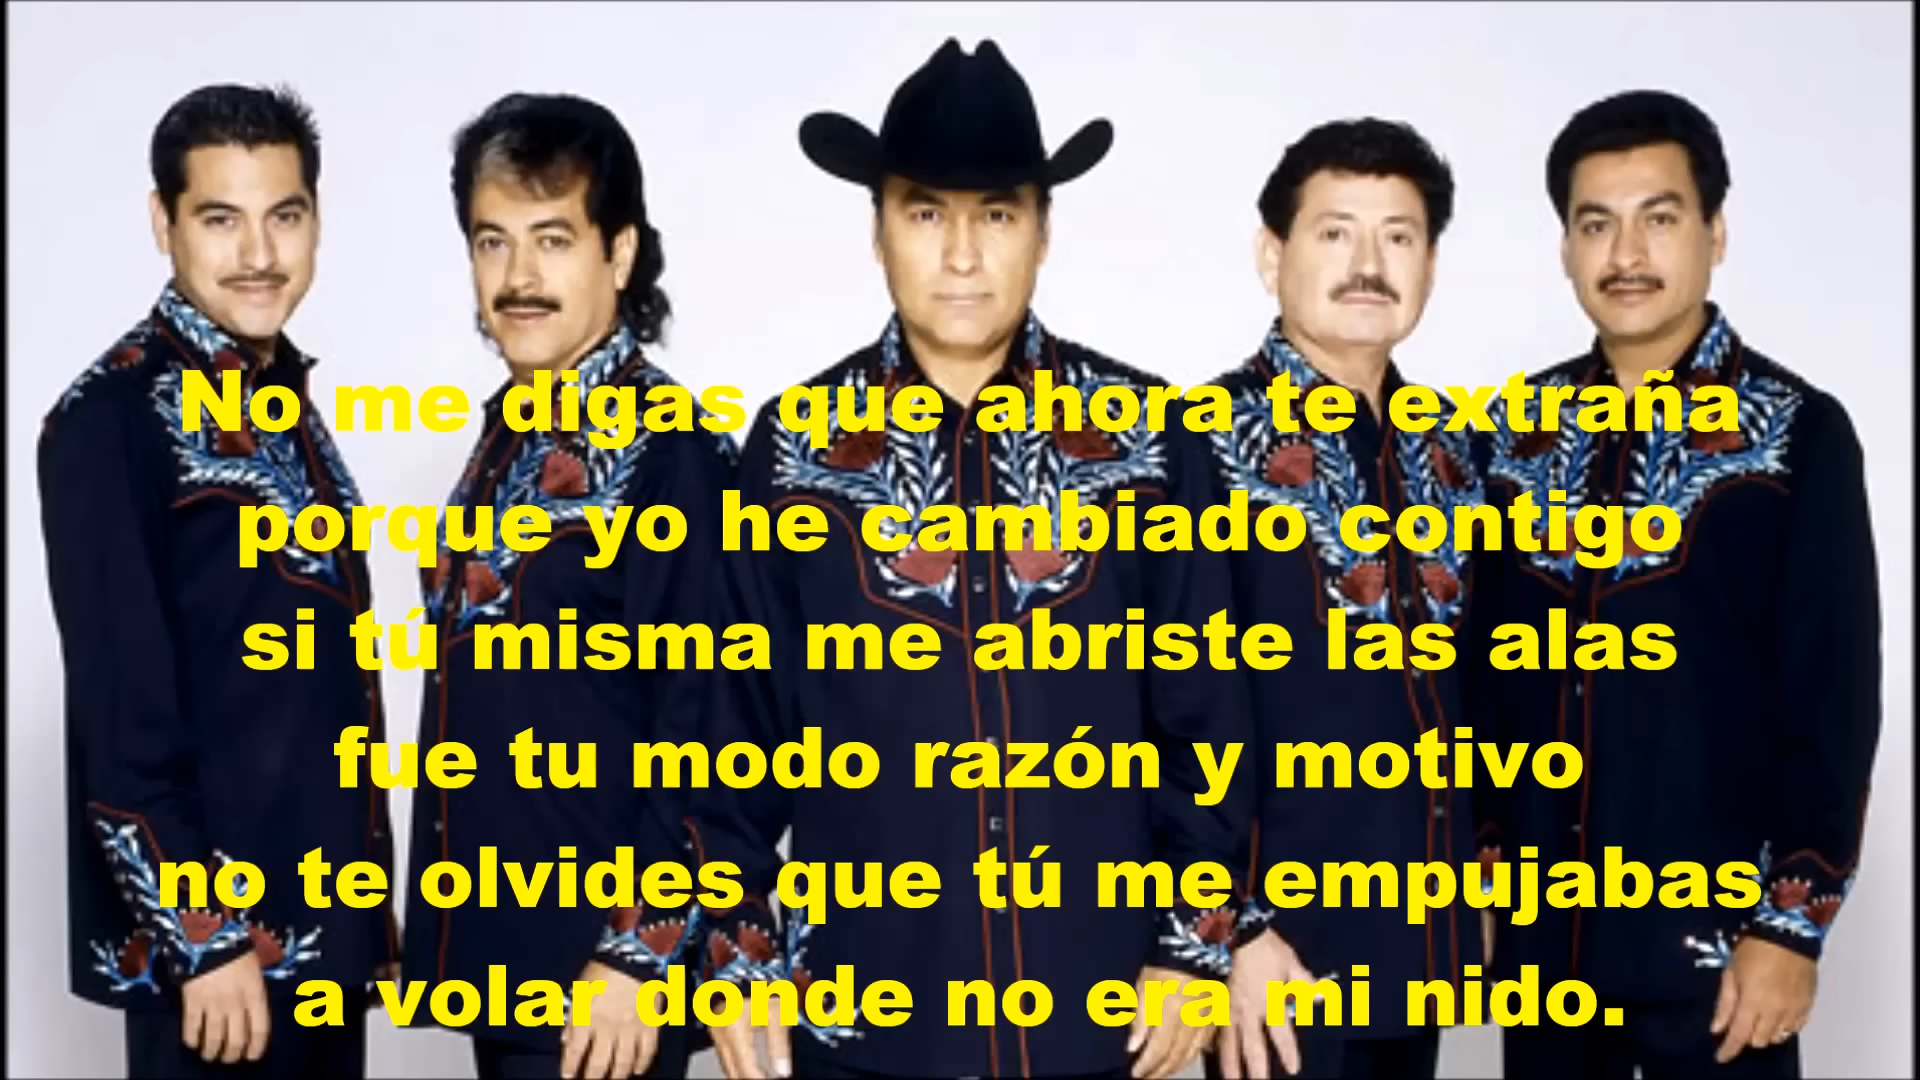 No me digas que ahora te extraña
porque yo he cambiado contigo
si tú misma me abriste las alas
fue tu modo razón y motivo
no te olvides que tú me empujabas
a volar donde no era mi nido.